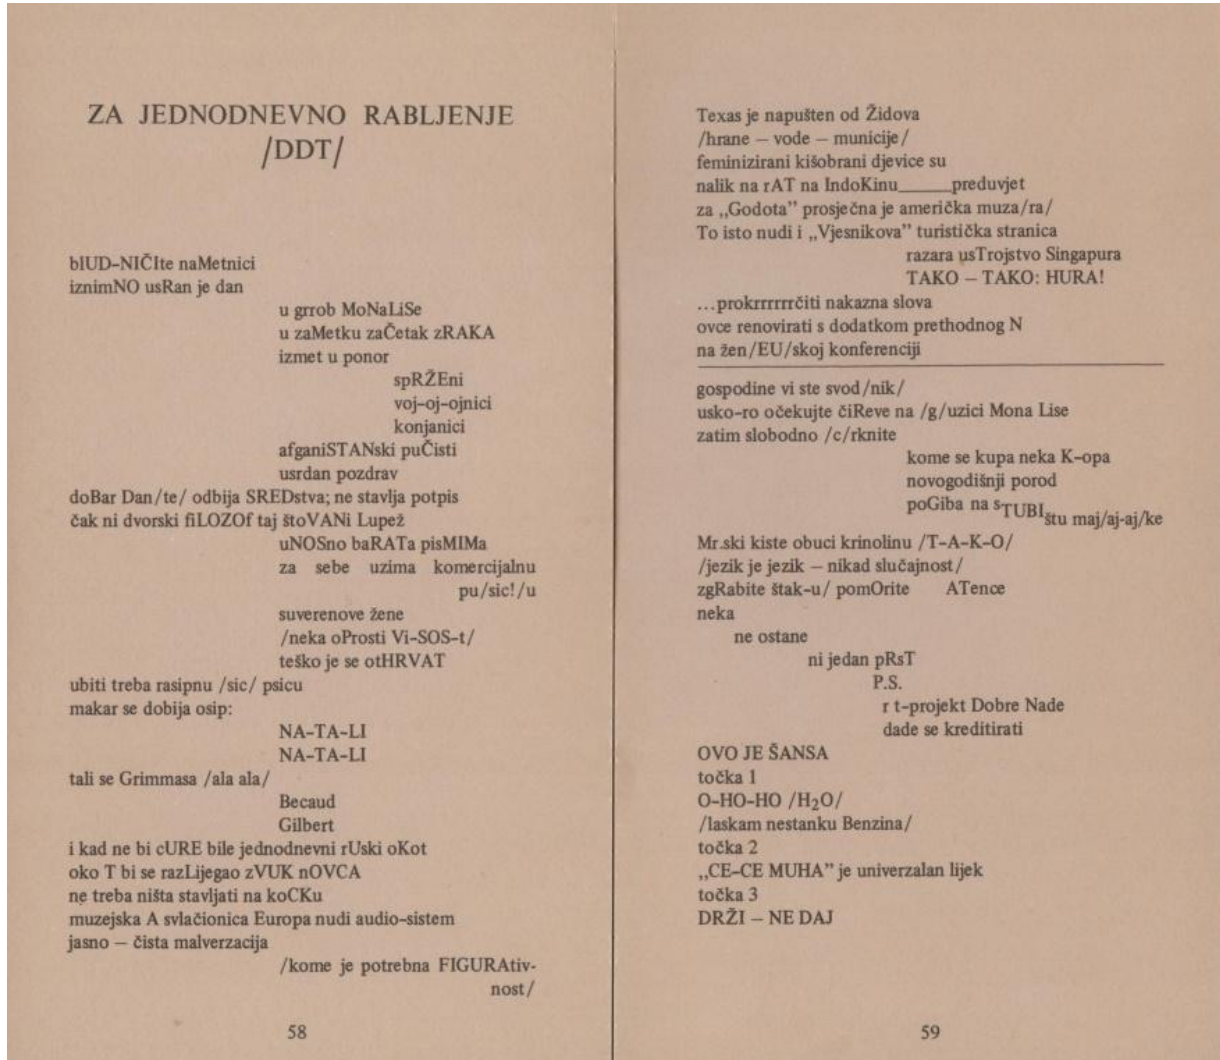 ZA JEDNODNEVNO RABLJENJE
/DDT/
blUD–NIČIte naMetnici
iznimNO usRan je dan
u grrob MoNaLiSe
u zaMetku zaČetak zRAKA
izmet u ponor
spRŽEni
voj–oj–ojnici
konjanici
afganiSTANski puČisti
usrdan pozdrav
doBar Dan/te/ odbija SREDstva; ne stavlja potpis
čak ni dvorski fiLOZOf taj štoVANi Lupež
uNOSno baRATa pisMIMa
za sebe uzima komercijalnu
pu/sic!/u
suverenove žene
/neka oProsti Vi–SOS–t/
teško je se otHRVAT
ubiti treba rasipnu /sic/ psicu
makar se dobija osip:
NA–TA–LI
NA–TA–LI
tali se Grimmasa /ala ala/
Becaud
Gilbert
i kad ne bi cURE bile jednodnevni rUski oKot
oko T bi se razLijegao zVUK nOVCA
ne treba ništa stavljati na koCKu
muzejska A svlačionica Europa nudi audio–sistem
jasno — čista malverzacija
/kome je potrebna FIGURAtiv-
nost/
58
Texas je napušten od Židova
/hrane — vode — municije/
feminizirani kišobrani djevice su
nalik na rAT na IndoKinu_____preduvjet
za „Godota” prosječna je američka muza/ra/
To isto nudi i „Vjesnikova” turistička stranica
razara usTrojstvo Singapura
TAKO — TAKO: HURA!
...prokrrrrrrčiti nakazna slova
ovce renovirati s dodatkom prethodnog N
na žen/EU/skoj konferenciji
gospodine vi ste svod/nik/
usko–ro očekujte čiReve na /g/uzici Mona Lise
zatim slobodno /c/rknite
kome se kupa neka K–opa
novogodišnji porod
poGiba na sTUBIštu maj/aj-aj/ke
Mr.ski kiste obuci krinolinu /T–A–K–O/
/jezik je jezik — nikad slučajnost/
zgRabite štak–u/ pomOrite ATence
neka
ne ostane
ni jedan pRsT
P.S.
r t–projekt Dobre Nade
dade se kreditirati
OVO JE ŠANSA
točka 1
O–HO–HO /H₂O/
/laskam nestanku Benzina/
točka 2
„CE–CE MUHA” je univerzalan lijek
točka 3
DRŽI — NE DAJ
59